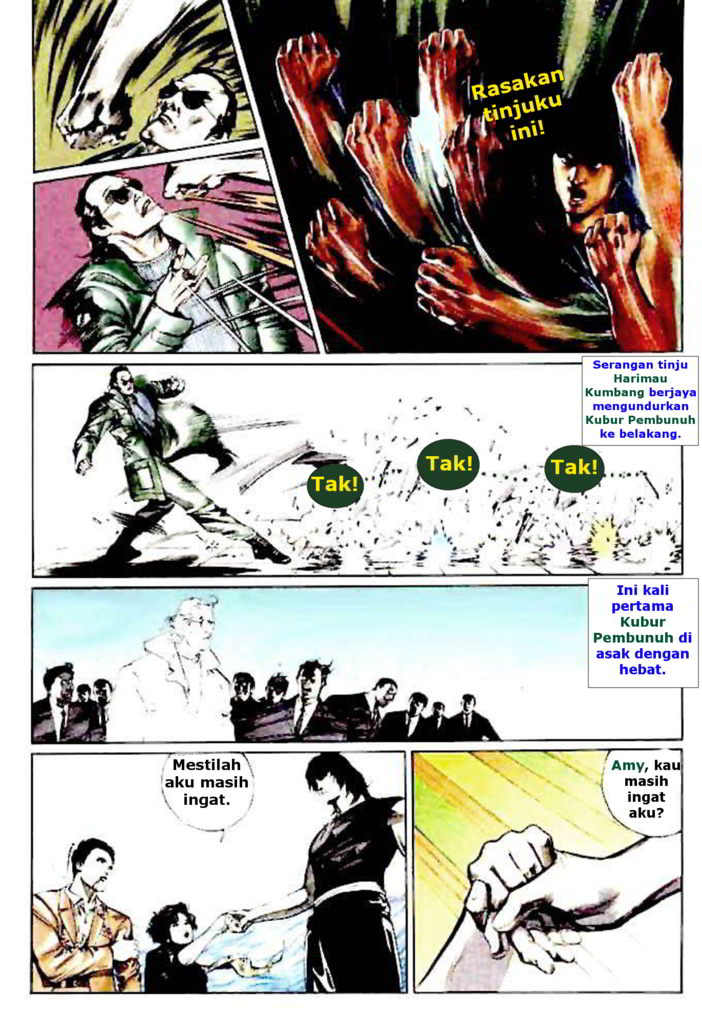 Rasakan
tinjuku
ini!
Serangan tinju
Harimau
Kumbang berjaya
mengundurkan
Kubur Pembunuh
ke belakang.
Tak!
Tak!
Tak!
Ini kali
pertama
Kubur
Pembunuh di
asak dengan
hebat.
Amy, kau
masih
ingat
aku?
Mestilah
aku masih
ingat.